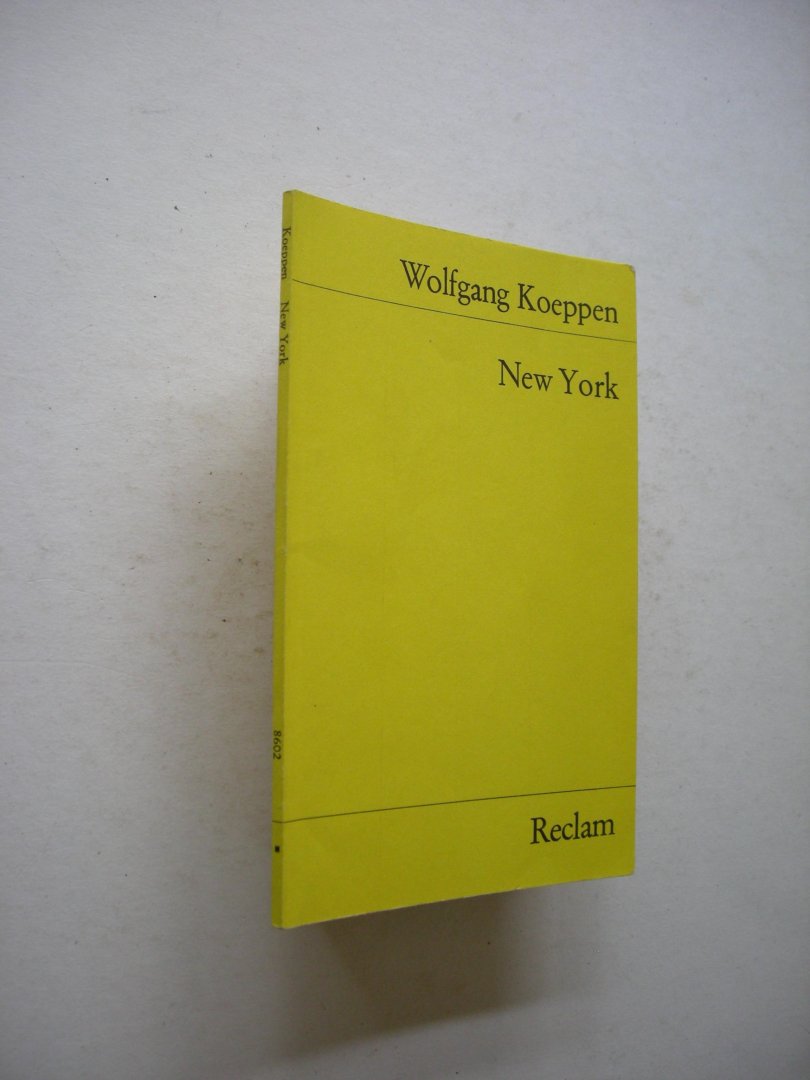 Wolfgang Koeppen
New York
Reclam
Koeppen New York
8602